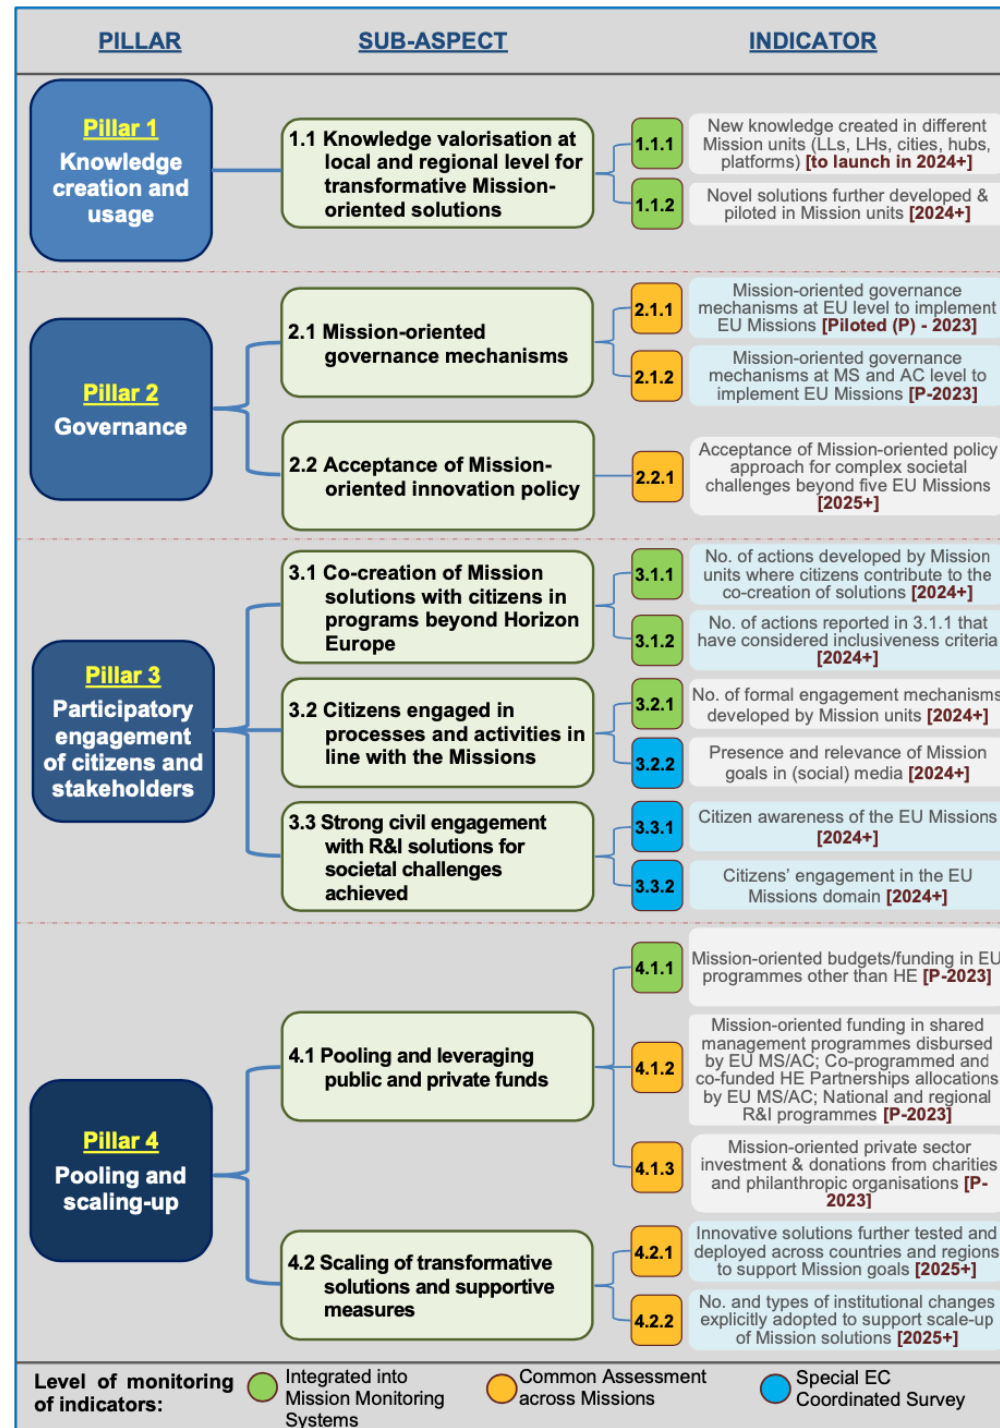 PILLAR
SUB-ASPECT
INDICATOR
Pillar 1
Knowledge
creation and
usage
1.1 Knowledge valorisation at
local and regional level for
transformative Mission-
oriented solutions
1.1.1
New knowledge created in different
Mission units (LLs, LHs, cities, hubs,
platforms) [to launch in 2024+]
1.1.2
Novel solutions further developed &
piloted in Mission units [2024+]
Pillar 2
Governance
2.1 Mission-oriented
governance mechanisms
2.1.1
Mission-oriented governance
mechanisms at EU level to implement
EU Missions [Piloted (P) - 2023]
2.1.2
Mission-oriented governance
mechanisms at MS and AC level to
implement EU Missions [P-2023]
2.2 Acceptance of Mission-
oriented innovation policy
2.2.1
Acceptance of Mission-oriented policy
approach for complex societal
challenges beyond five EU Missions
[2025+]
Pillar 3
Participatory
engagement
of citizens and
stakeholders
3.1 Co-creation of Mission
solutions with citizens in
programs beyond Horizon
Europe
3.1.1
No. of actions developed by Mission
units where citizens contribute to the
co-creation of solutions [2024+]
3.1.2
No. of actions reported in 3.1.1 that
have considered inclusiveness criteria
[2024+]
3.2 Citizens engaged in
processes and activities in
line with the Missions
3.2.1
No. of formal engagement mechanisms
developed by Mission units [2024+]
3.2.2
Presence and relevance of Mission
goals in (social) media [2024+]
3.3 Strong civil engagement
with R&I solutions for
societal challenges
achieved
3.3.1
Citizen awareness of the EU Missions
[2024+]
3.3.2
Citizens’ engagement in the EU
Missions domain [2024+]
Pillar 4
Pooling and
scaling-up
4.1 Pooling and leveraging
public and private funds
4.1.1
Mission-oriented budgets/funding in EU
programmes other than HE [P-2023]
4.1.2
Mission-oriented funding in shared
management programmes disbursed
by EU MS/AC; Co-programmed and
co-funded HE Partnerships allocations
by EU MS/AC; National and regional
R&I programmes [P-2023]
4.1.3
Mission-oriented private sector
investment & donations from charities
and philanthropic organisations [P-
2023]
4.2 Scaling of transformative
solutions and supportive
measures
4.2.1
Innovative solutions further tested and
deployed across countries and regions
to support Mission goals [2025+]
4.2.2
No. and types of institutional changes
explicitly adopted to support scale-up
of Mission solutions [2025+]
Level of monitoring
of indicators:
Integrated into
Mission Monitoring
Systems
Common Assessment
across Missions
Special EC
Coordinated Survey